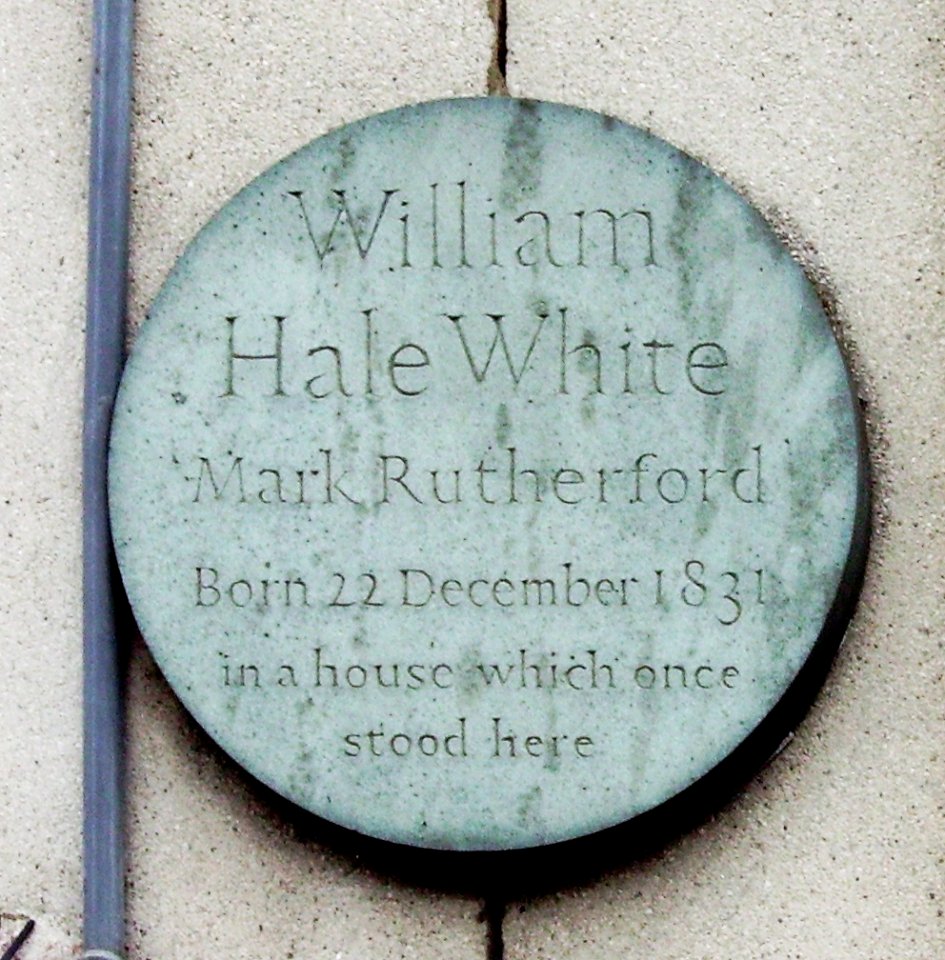 William
Hale White
Mark Rutherford
Born 22 December 1831
in a house which once
stood here